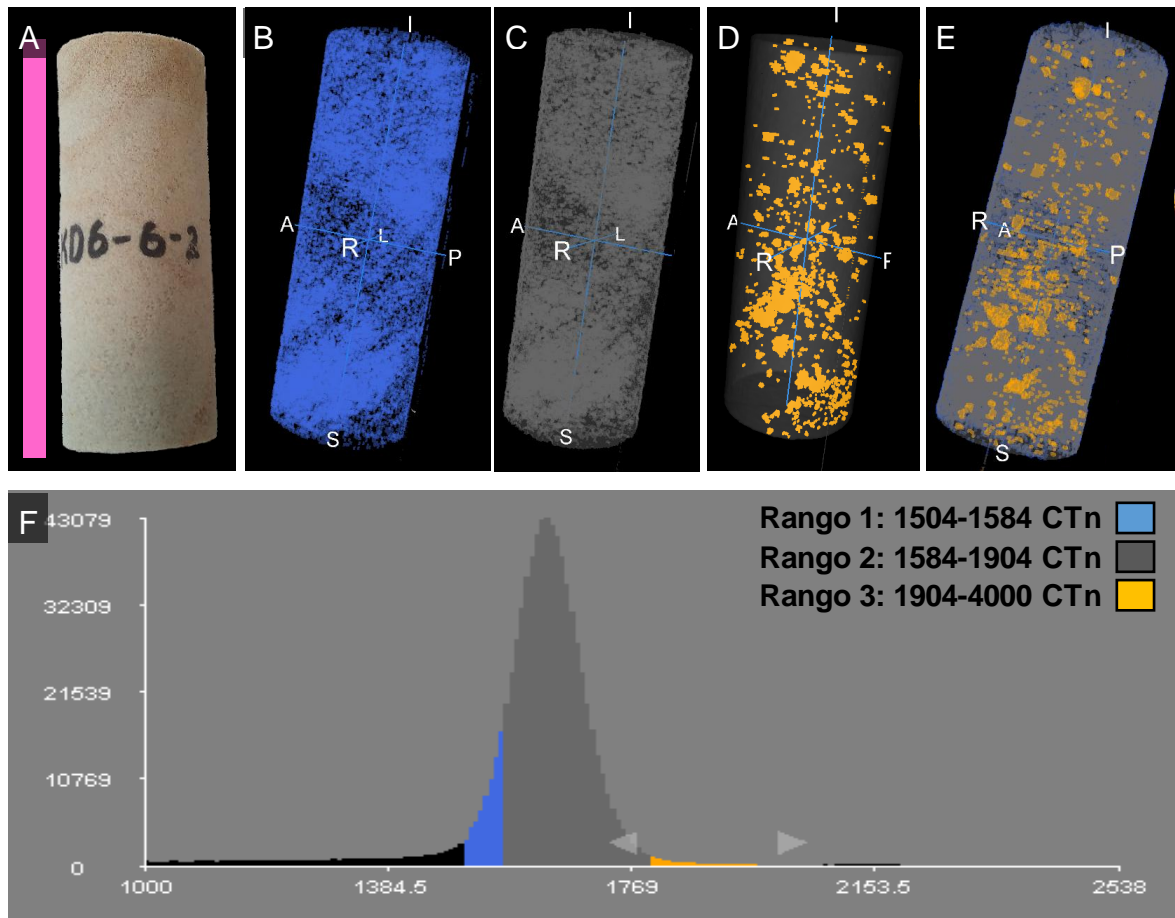 A
KD6-6-2
B
I
A
R
L
P
S
C
I
A
R
L
S
D
I
A
R
F
E
I
R
A
P
S
F
43079
32309
21539
10769
0
1000
1384.5
1769
2153.5
2538
Rango 1: 1504-1584 CTn
Rango 2: 1584-1904 CTn
Rango 3: 1904-4000 CTn